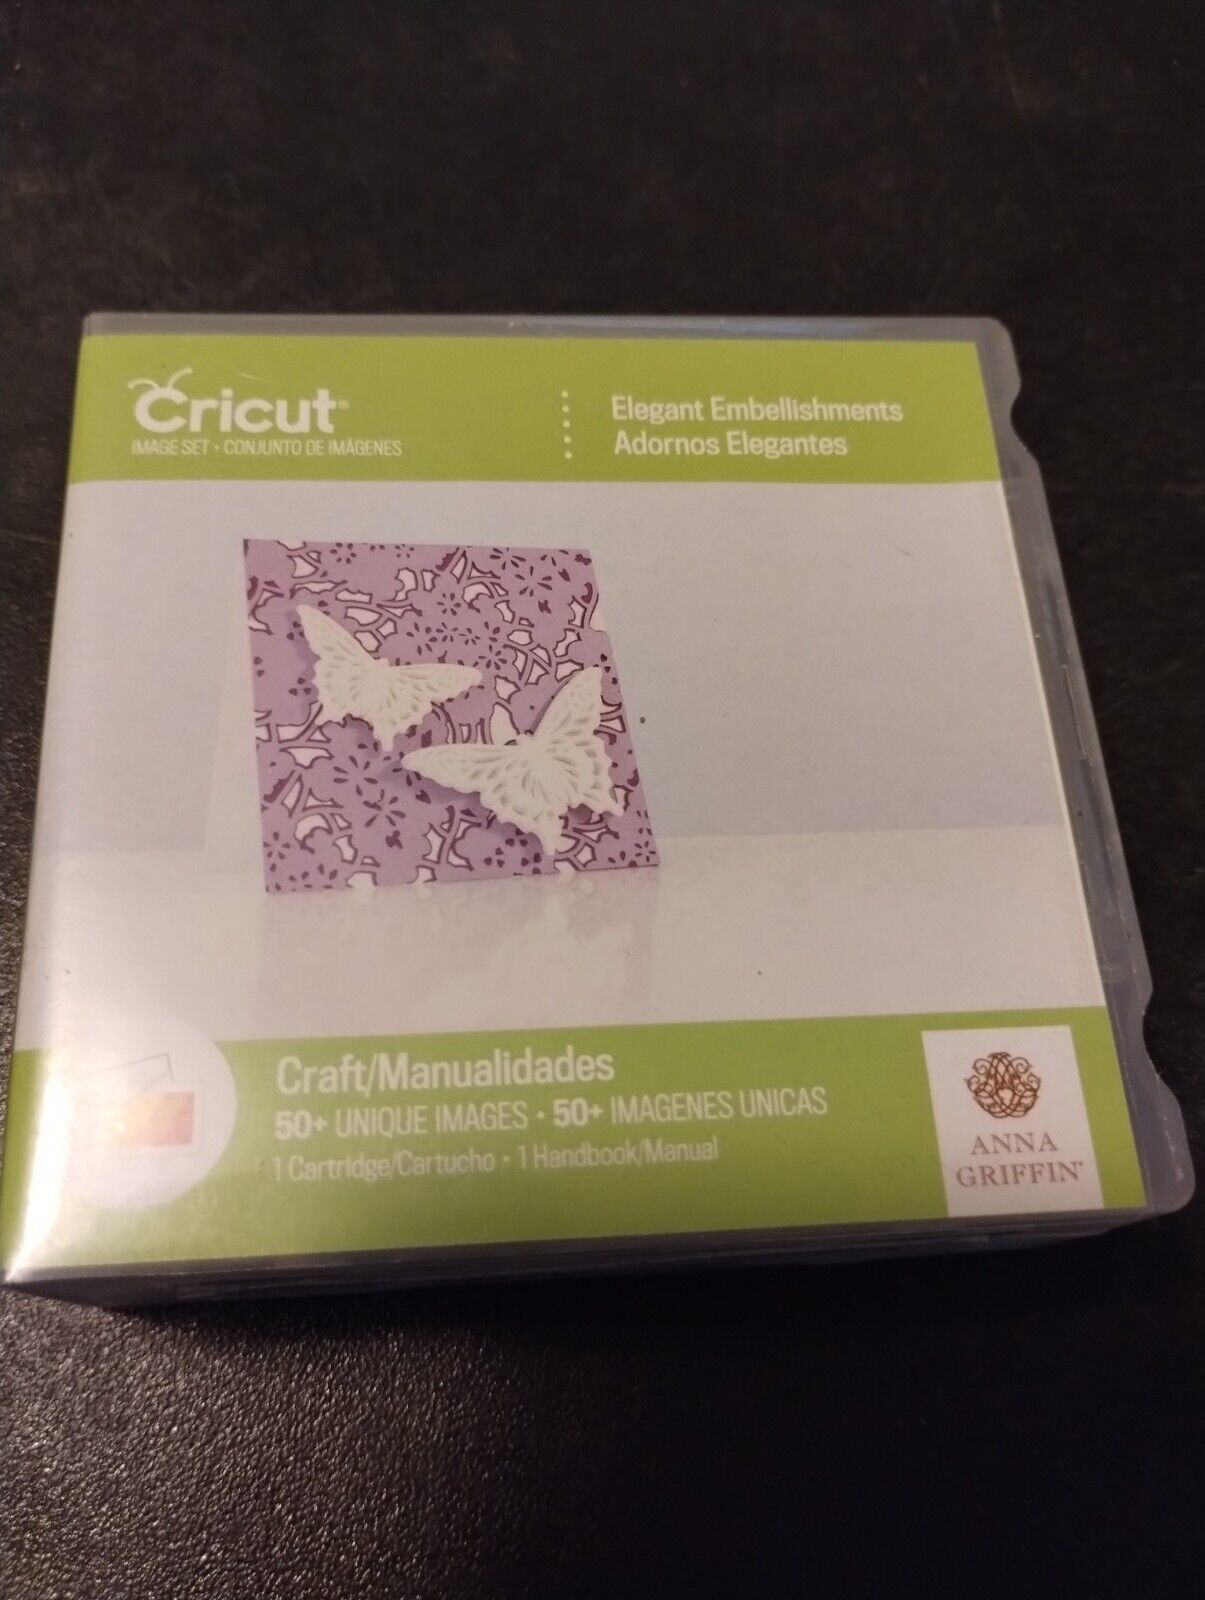 Cricut®
IMAGE SET • CONJUNTO DE IMÁGENES
Elegant Embellishments
Adornos Elegantes
Craft/Manualidades
50+ UNIQUE IMAGES • 50+ IMAGENES UNICAS
1 Cartridge/Cartucho • 1 Handbook/Manual
ANNA
GRIFFIN®